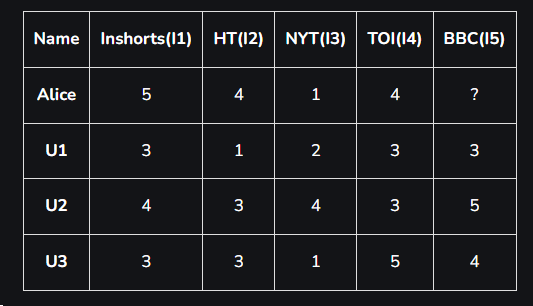 Name Inshorts(I1) HT(I2) NYT(I3) TOI(I4) BBC(I5)
Alice 5 4 1 4 ?
U1 3 1 2 3 3
U2 4 3 4 3 5
U3 3 3 1 5 4